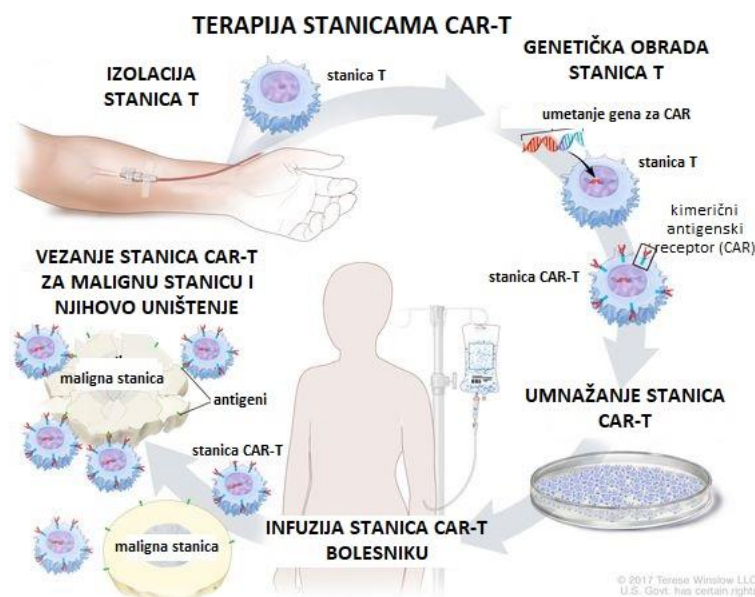 TERAPIJA STANICAMA CAR-T
IZOLACIJA
STANICA T
stanica T
GENETIČKA OBRADA
STANICA T
umetanje gena za CAR
stanica T
kimerični
antigenski
receptor (CAR)
stanica CAR-T
UMNAŽANJE STANICA
CAR-T
INFUZIJA STANICA CAR-T
BOLESNIKU
stanica CAR-T
VEZANJE STANICA CAR-T
ZA MALIGNU STANICU I
NJIHOVO UNIŠTENJE
maligna stanica
antigeni
maligna stanica
© 2017 Terese Winslow LLC
U.S. Govt. has certain rights